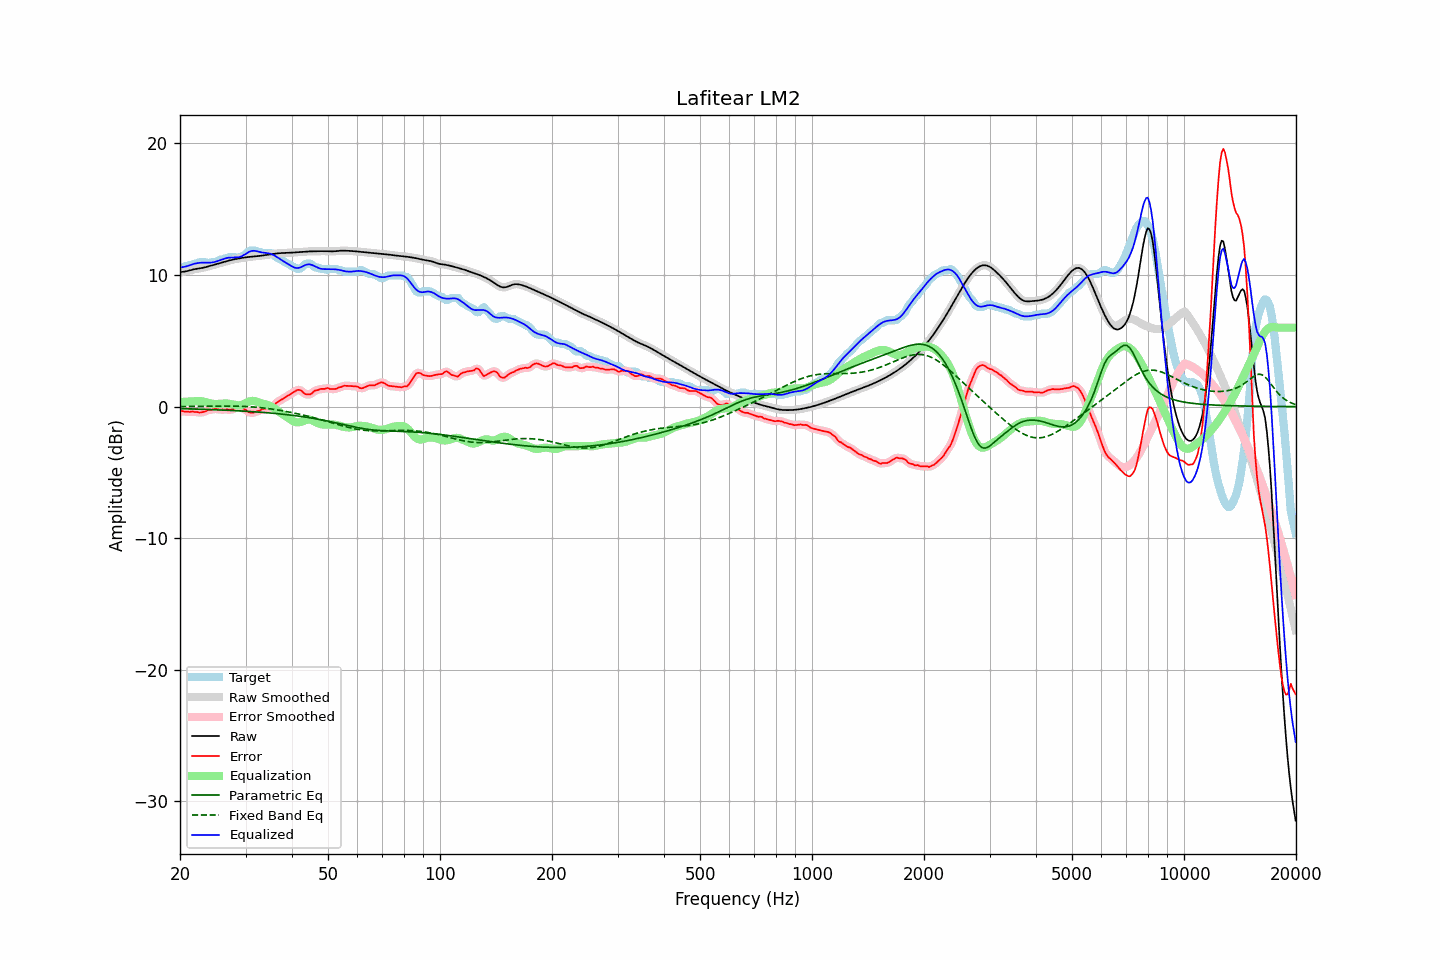 Lafitear LM2
20
10
0
−10
−20
−30
Amplitude (dBr)
Target
Raw Smoothed
Error Smoothed
Raw
Error
Equalization
Parametric Eq
Fixed Band Eq
Equalized
20 50 100 200 500 1000 2000 5000 10000 20000
Frequency (Hz)